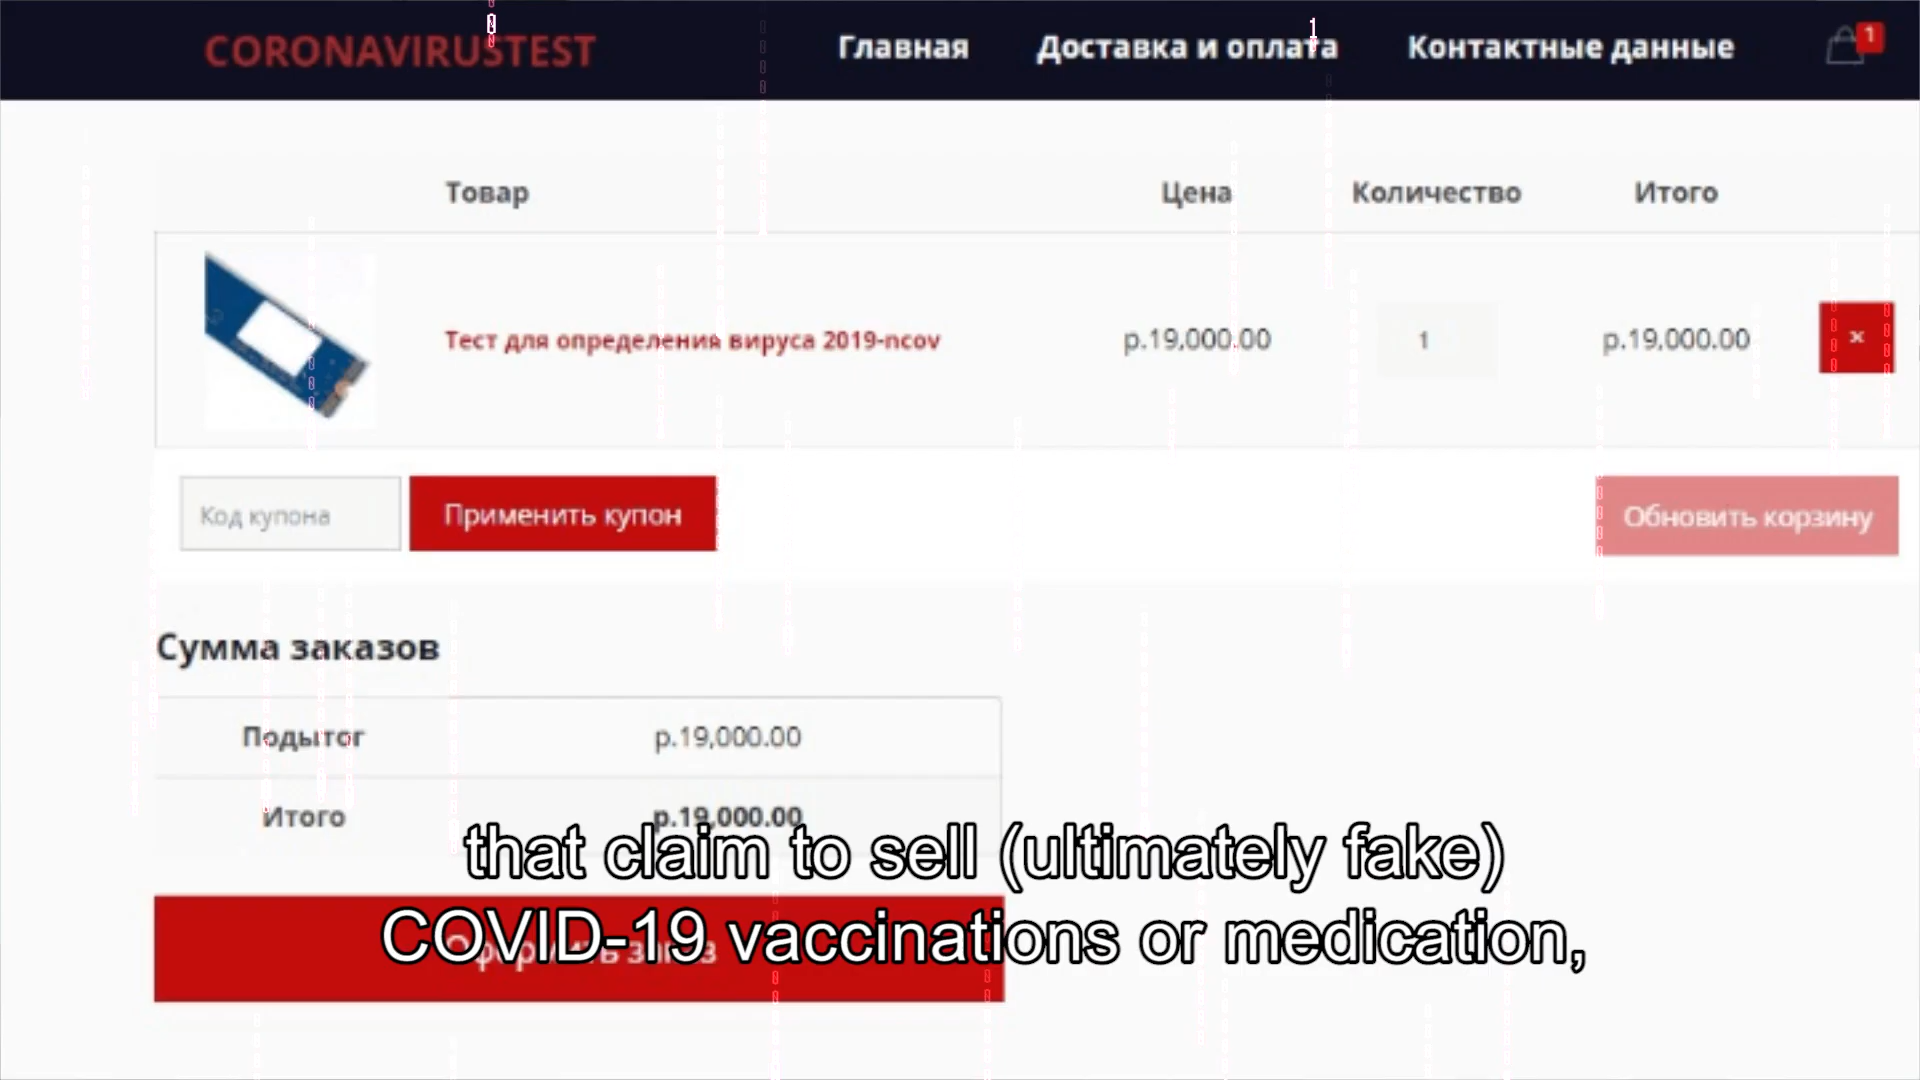 CORONAVIRUSTEST Главная Доставка и оплата Контактные данные 1
Товар Цена Количество Итого
Тест для определения вируса 2019-ncov р.19,000.00 1 р.19,000.00 ×
Код купона Применить купон Обновить корзину
Сумма заказов
Подытог р.19,000.00
Итого р.19,000.00
that claim to sell (ultimately fake)
COVID-19 vaccinations or medication,